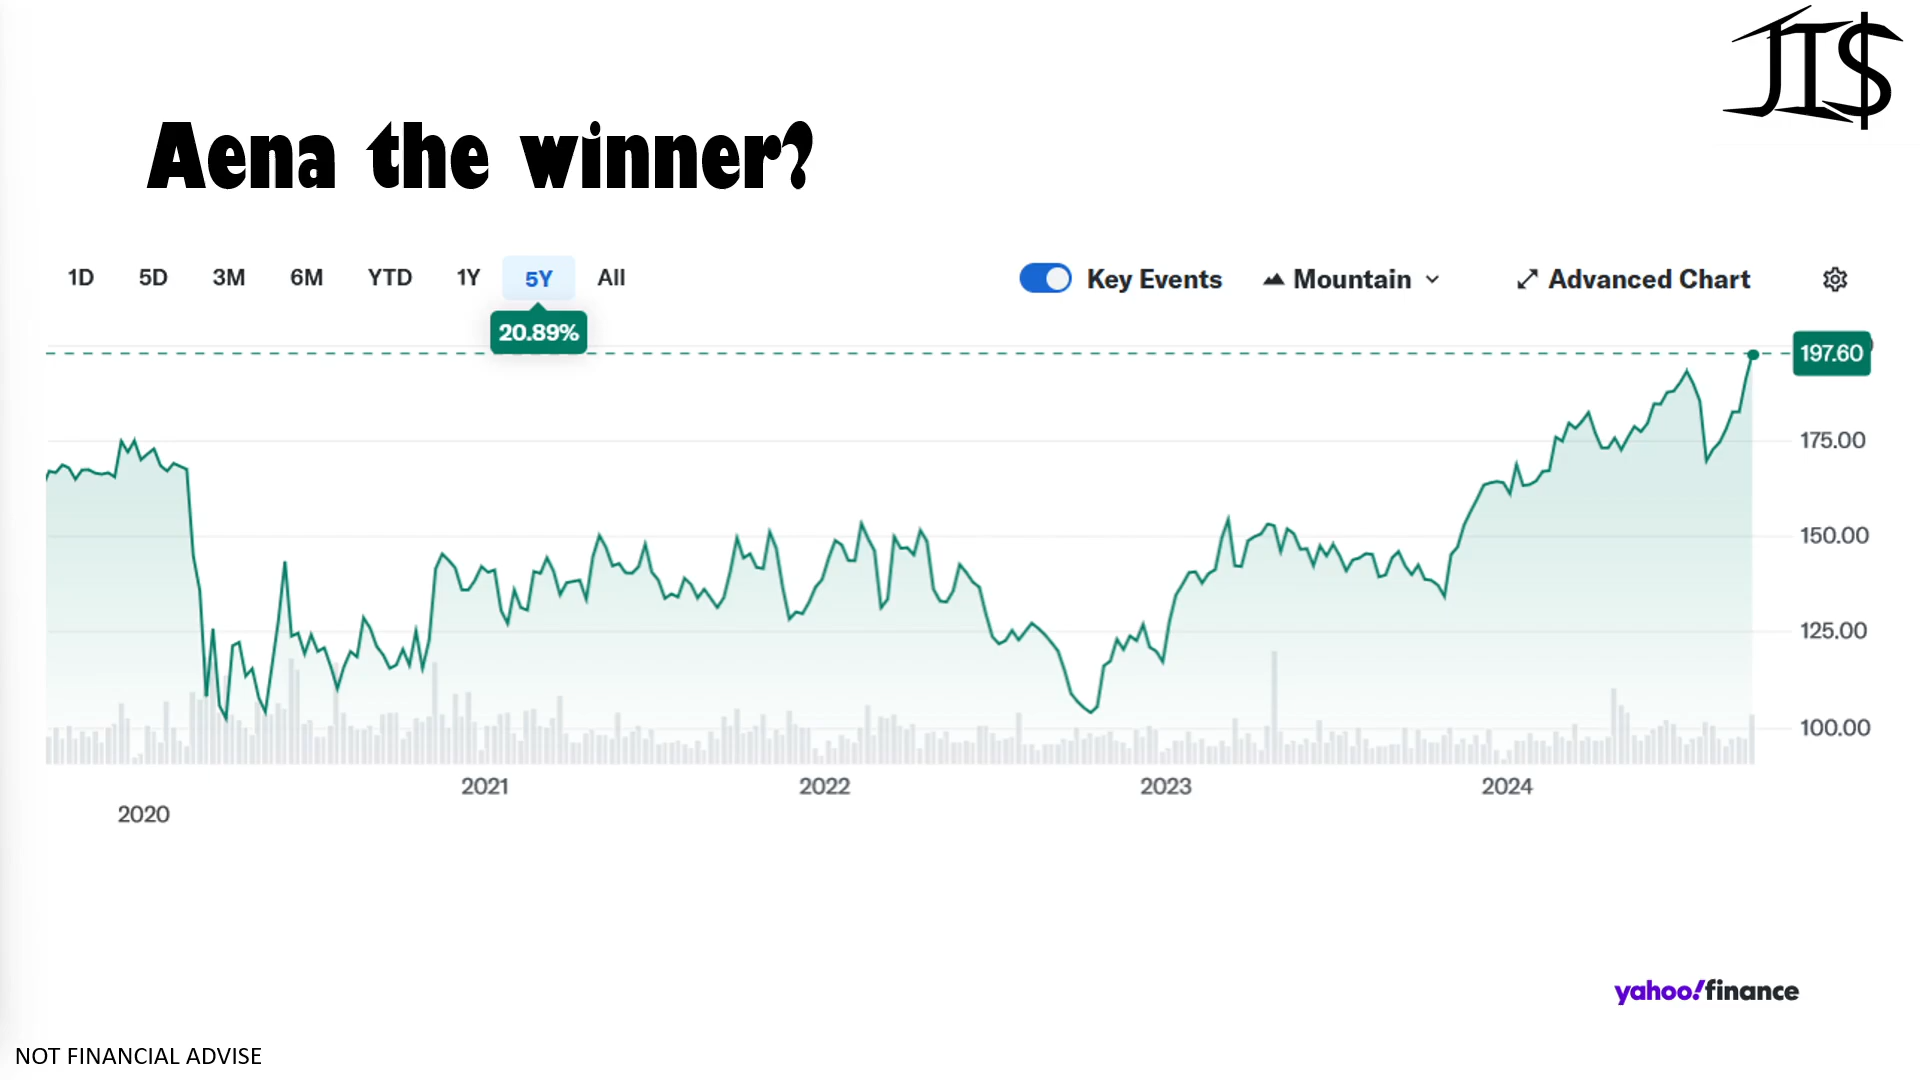 JI$
Aena the winner?
1D 5D 3M 6M YTD 1Y 5Y All
Key Events Mountain Advanced Chart
20.89%
197.60
175.00
150.00
125.00
100.00
2021 2022 2023 2024
2020
yahoo!finance
NOT FINANCIAL ADVISE